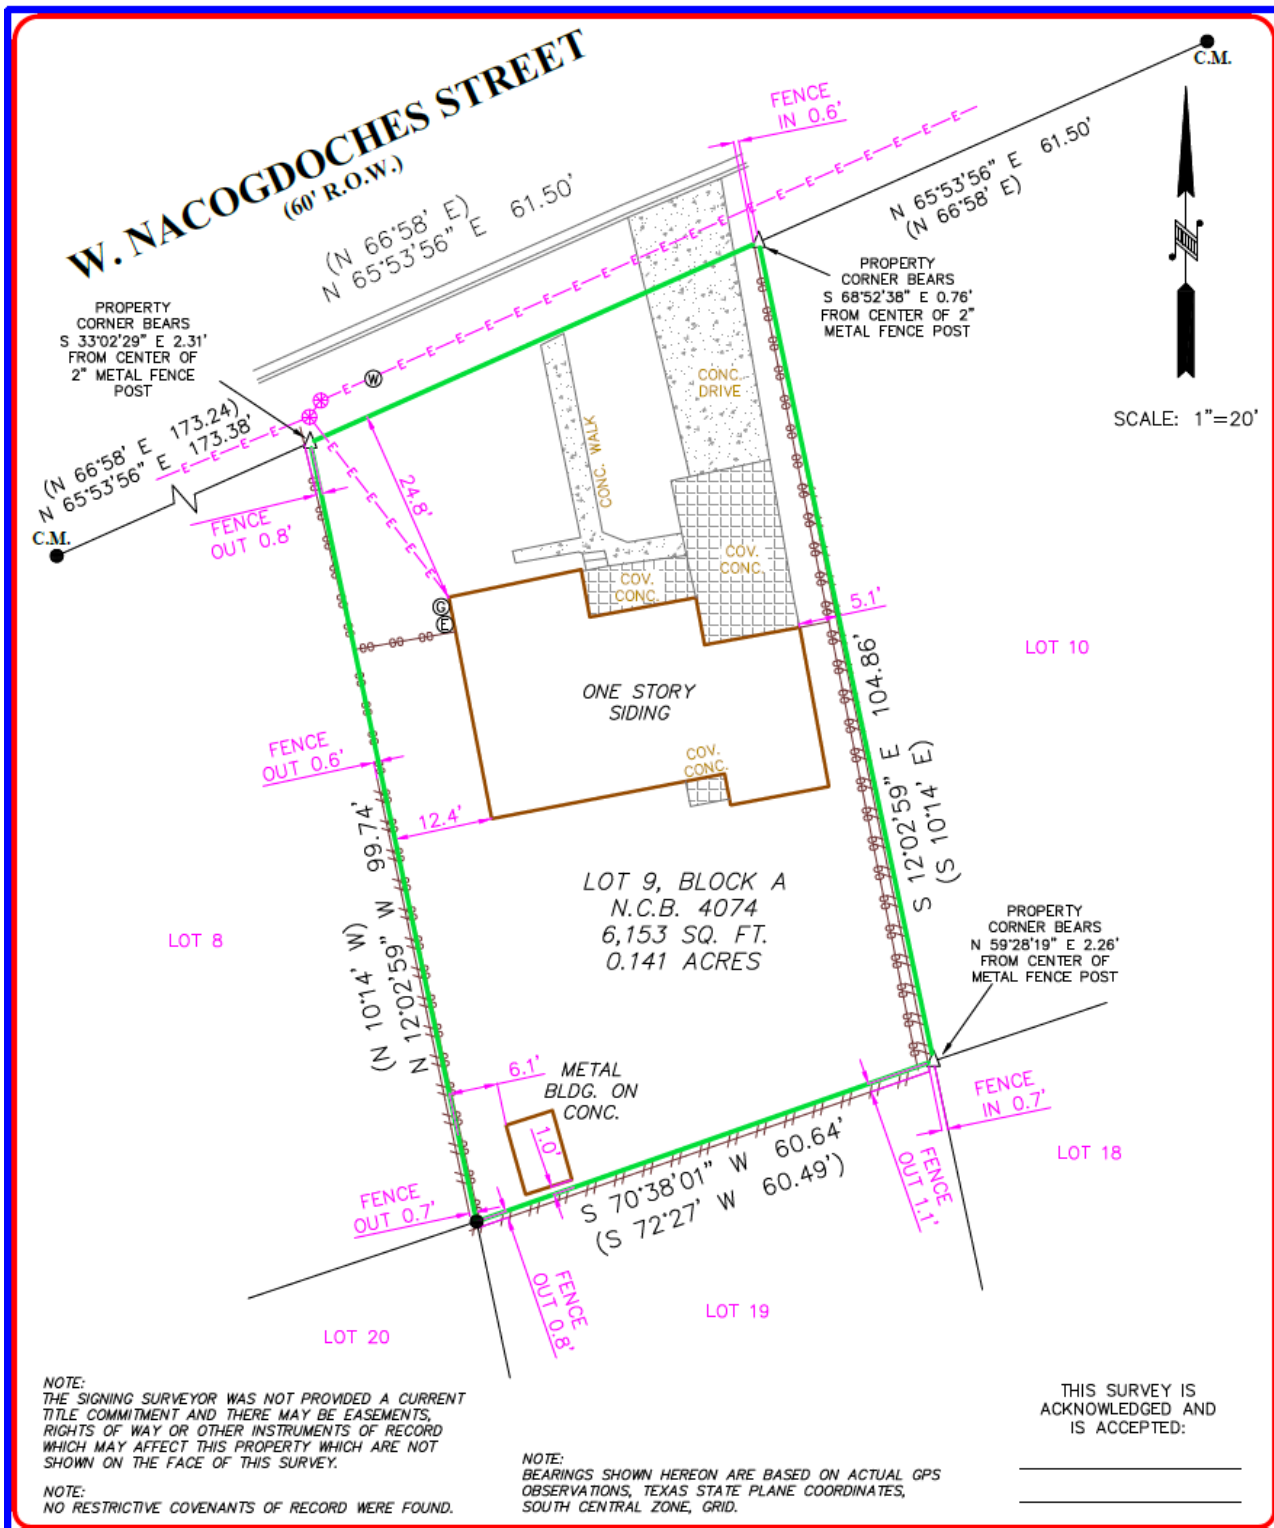 W. NACOGDOCHES STREET
(60' R.O.W.)
(N 66°58' E)
N 65°53'56" E 61.50'
FENCE
IN 0.6'
C.M.
N 65°53'56" E 61.50'
(N 66°58' E)
PROPERTY
CORNER BEARS
S 68°52'38" E 0.76'
FROM CENTER OF 2"
METAL FENCE POST
SCALE: 1"=20'
PROPERTY
CORNER BEARS
S 33°02'29" E 2.31'
FROM CENTER OF
2" METAL FENCE
POST
(N 66°58' E 173.24)
N 65°53'56" E 173.38'
C.M.
E E E E E E E E E E E E E E
W
FENCE
OUT 0.8'
24.8'
CONC. WALK
CONC.
DRIVE
COV.
CONC.
COV.
CONC.
G
E
5.1'
LOT 10
ONE STORY
SIDING
COV.
CONC.
FENCE
OUT 0.6'
12.4'
S 12°02'59" E 104.86'
(S 10°14' E)
(N 10°14' W)
N 12°02'59" W 99.74'
LOT 8
LOT 9, BLOCK A
N.C.B. 4074
6,153 SQ. FT.
0.141 ACRES
PROPERTY
CORNER BEARS
N 59°28'19" E 2.26'
FROM CENTER OF
METAL FENCE POST
6.1'
METAL
BLDG. ON
CONC.
1.0'
FENCE
IN 0.7'
FENCE
OUT 1.1'
LOT 18
S 70°38'01" W 60.64'
(S 72°27' W 60.49')
FENCE
OUT 0.7'
FENCE
OUT 0.8'
LOT 19
LOT 20
NOTE:
THE SIGNING SURVEYOR WAS NOT PROVIDED A CURRENT
TITLE COMMITMENT AND THERE MAY BE EASEMENTS,
RIGHTS OF WAY OR OTHER INSTRUMENTS OF RECORD
WHICH MAY AFFECT THIS PROPERTY WHICH ARE NOT
SHOWN ON THE FACE OF THIS SURVEY.
NOTE:
NO RESTRICTIVE COVENANTS OF RECORD WERE FOUND.
NOTE:
BEARINGS SHOWN HEREON ARE BASED ON ACTUAL GPS
OBSERVATIONS, TEXAS STATE PLANE COORDINATES,
SOUTH CENTRAL ZONE, GRID.
THIS SURVEY IS
ACKNOWLEDGED AND
IS ACCEPTED: